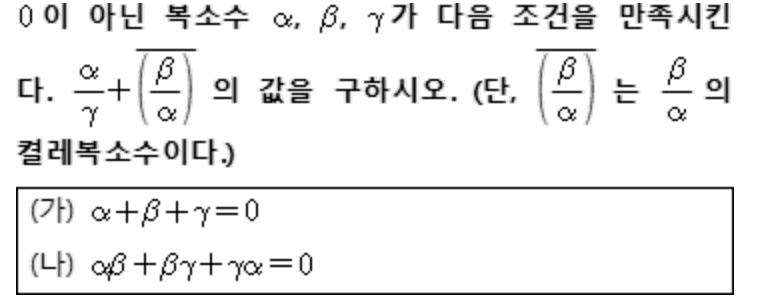 0이 아닌 복소수 α, β, γ가 다음 조건을 만족시킨
다. α/γ + \overline{(β/α)} 의 값을 구하시오. (단, \overline{(β/α)} 는 β/α 의
켤레복소수이다.)
(가) α+β+γ=0
(나) αβ+βγ+γα=0